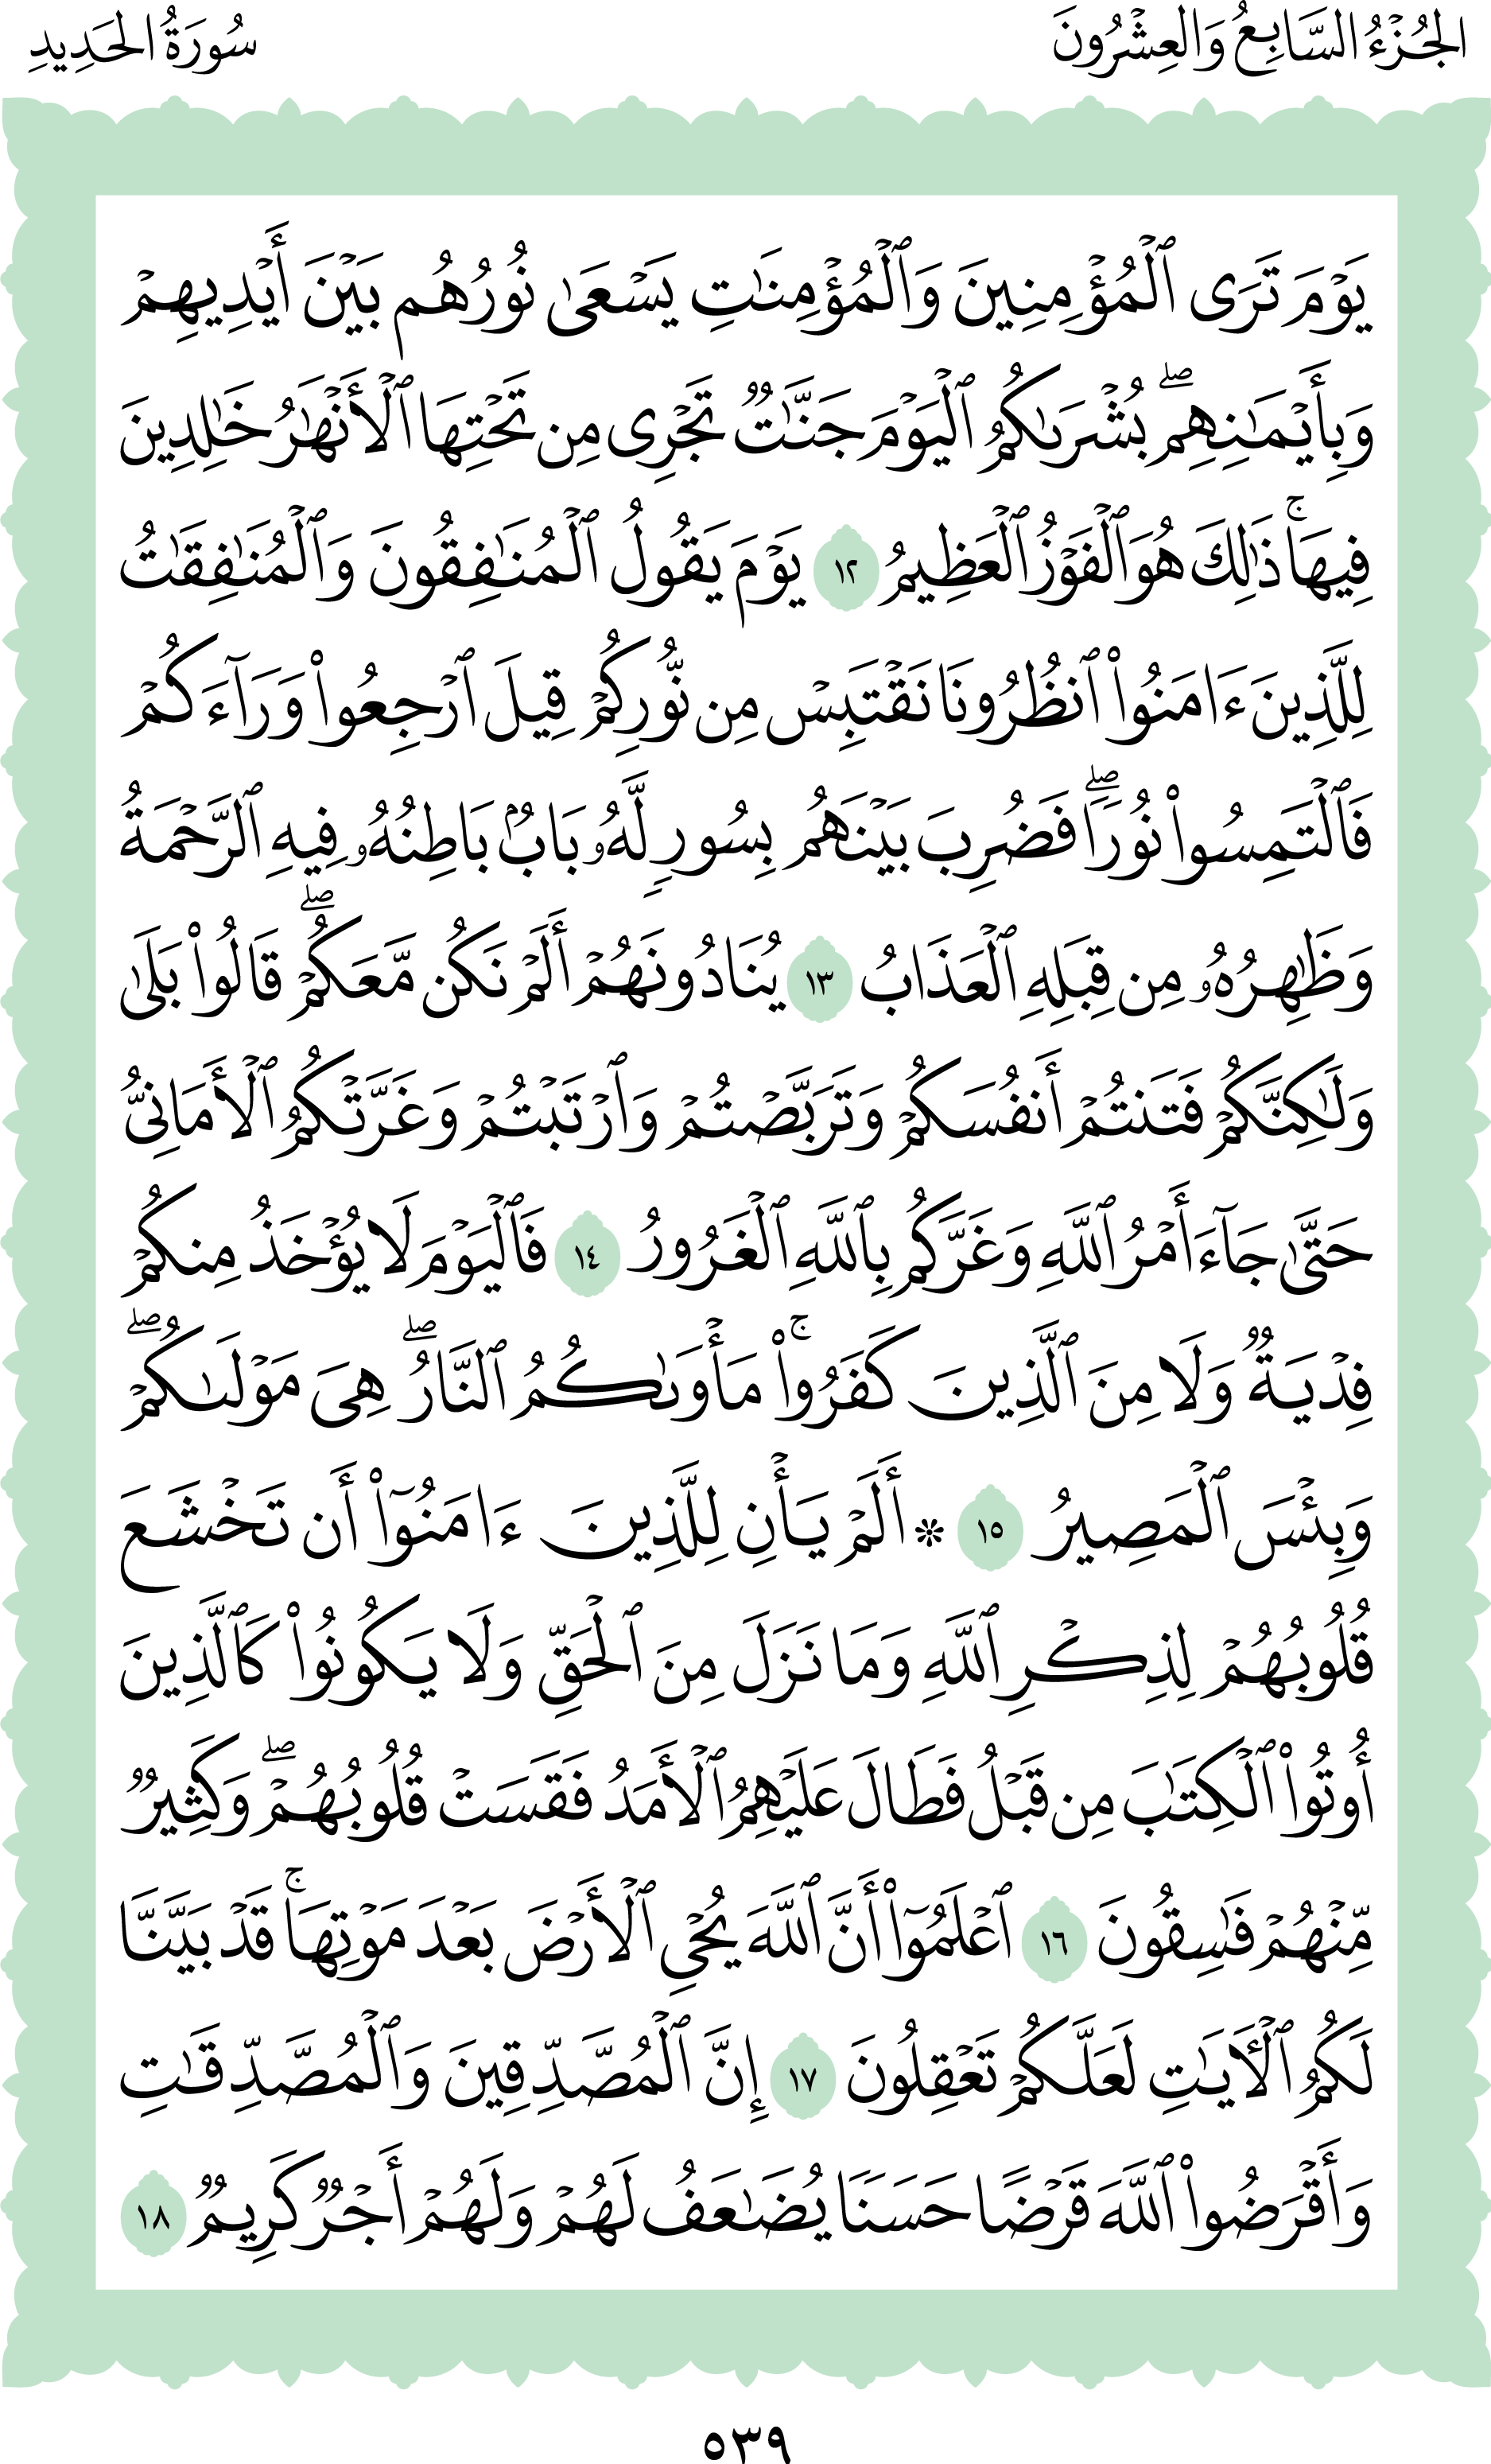 الجُزْءُ السَّابِعُ وَالعِشْرُونَ
سُورَةُ الحَدِيدِ
يَوْمَ تَرَى ٱلْمُؤْمِنِينَ وَٱلْمُؤْمِنَٰتِ يَسْعَىٰ نُورُهُم بَيْنَ أَيْدِيهِمْ
وَبِأَيْمَٰنِهِمۖ بُشْرَىٰكُمُ ٱلْيَوْمَ جَنَّٰتٌ تَجْرِى مِن تَحْتِهَا ٱلْأَنْهَٰرُ خَٰلِدِينَ
فِيهَاۚ ذَٰلِكَ هُوَ ٱلْفَوْزُ ٱلْعَظِيمُ ١٢ يَوْمَ يَقُولُ ٱلْمُنَٰفِقُونَ وَٱلْمُنَٰفِقَٰتُ
لِلَّذِينَ ءَامَنُوا۟ ٱنظُرُونَا نَقْتَبِسْ مِن نُّورِكُمْ قِيلَ ٱرْجِعُوا۟ وَرَآءَكُمْ
فَٱلْتَمِسُوا۟ نُورًاۖ فَضُرِبَ بَيْنَهُم بِسُورٍ لَّهُۥ بَابٌۢ بَاطِنُهُۥ فِيهِ ٱلرَّحْمَةُ
وَظَٰهِرُهُۥ مِن قِبَلِهِ ٱلْعَذَابُ ١٣ يُنَادُونَهُمْ أَلَمْ نَكُن مَّعَكُمْۖ قَالُوا۟ بَلَىٰ
وَلَٰكِنَّكُمْ فَتَنتُمْ أَنفُسَكُمْ وَتَرَبَّصْتُمْ وَٱرْتَبْتُمْ وَغَرَّتْكُمُ ٱلْأَمَانِىُّ
حَتَّىٰ جَآءَ أَمْرُ ٱللَّهِ وَغَرَّكُم بِٱللَّهِ ٱلْغَرُورُ ١٤ فَٱلْيَوْمَ لَا يُؤْخَذُ مِنكُمْ
فِدْيَةٌ وَلَا مِنَ ٱلَّذِينَ كَفَرُوا۟ۚ مَأْوَىٰكُمُ ٱلنَّارُۖ هِىَ مَوْلَىٰكُمْۖ
وَبِئْسَ ٱلْمَصِيرُ ١٥ ۞ أَلَمْ يَأْنِ لِلَّذِينَ ءَامَنُوٓا۟ أَن تَخْشَعَ
قُلُوبُهُمْ لِذِكْرِ ٱللَّهِ وَمَا نَزَلَ مِنَ ٱلْحَقِّ وَلَا يَكُونُوا۟ كَٱلَّذِينَ
أُوتُوا۟ ٱلْكِتَٰبَ مِن قَبْلُ فَطَالَ عَلَيْهِمُ ٱلْأَمَدُ فَقَسَتْ قُلُوبُهُمْۖ وَكَثِيرٌ
مِّنْهُمْ فَٰسِقُونَ ١٦ ٱعْلَمُوٓا۟ أَنَّ ٱللَّهَ يُحْىِ ٱلْأَرْضَ بَعْدَ مَوْتِهَاۚ قَدْ بَيَّنَّا
لَكُمُ ٱلْـَٔايَٰتِ لَعَلَّكُمْ تَعْقِلُونَ ١٧ إِنَّ ٱلْمُصَّدِّقِينَ وَٱلْمُصَّدِّقَٰتِ
وَأَقْرَضُوا۟ ٱللَّهَ قَرْضًا حَسَنًا يُضَٰعَفُ لَهُمْ وَلَهُمْ أَجْرٌ كَرِيمٌ ١٨
٥٣٩